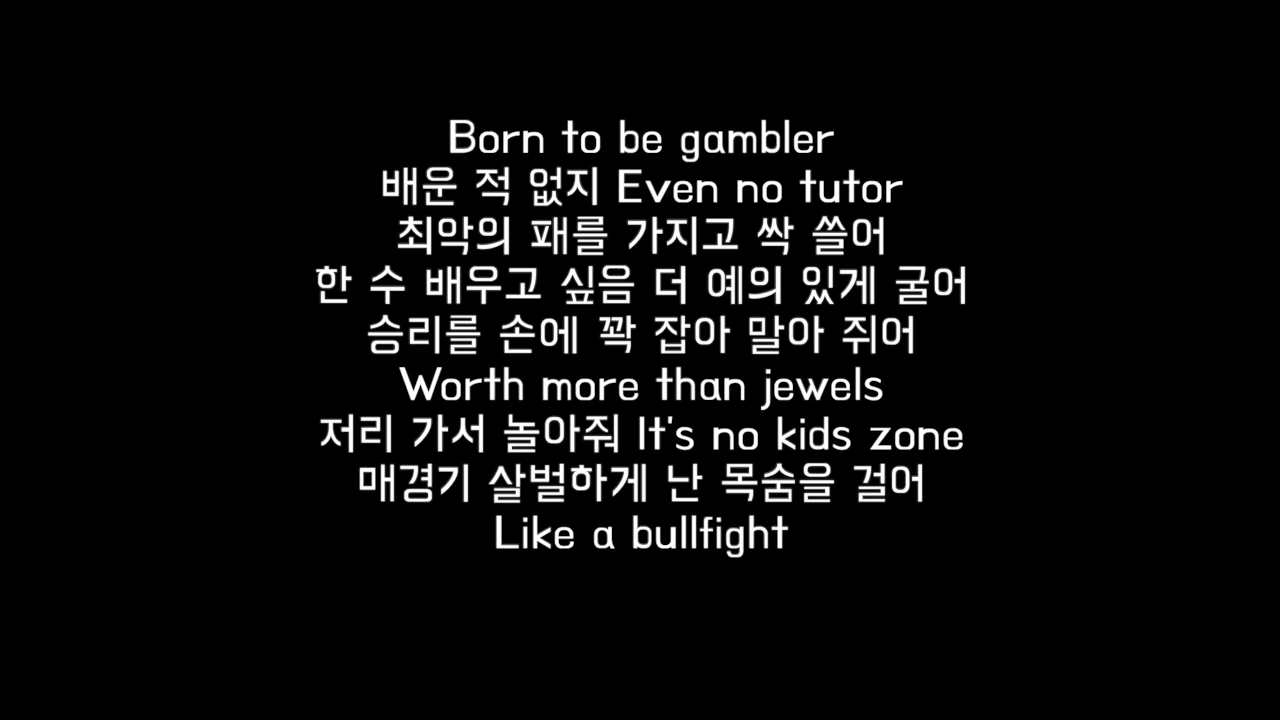 Born to be gambler
배운 적 없지 Even no tutor
최악의 패를 가지고 싹 쓸어
한 수 배우고 싶음 더 예의 있게 굴어
승리를 손에 꽉 잡아 말아 쥐어
Worth more than jewels
저리 가서 놀아줘 It's no kids zone
매경기 살벌하게 난 목숨을 걸어
Like a bullfight